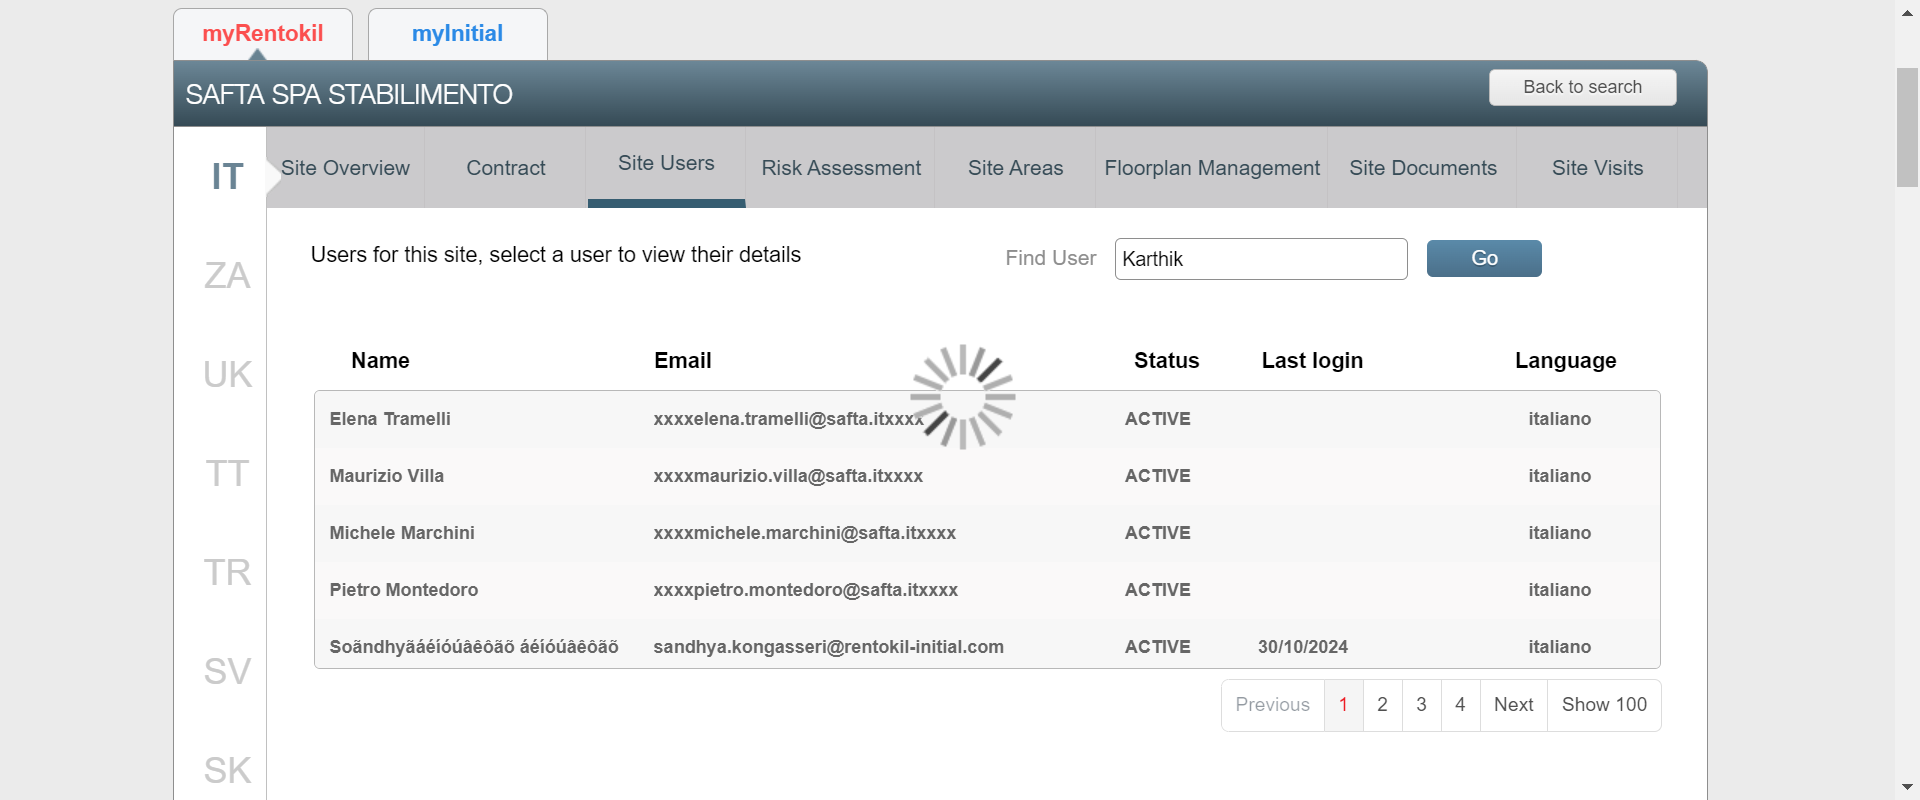 myRentokil
myInitial
SAFTA SPA STABILIMENTO
Back to search
IT
Site Overview
Contract
Site Users
Risk Assessment
Site Areas
Floorplan Management
Site Documents
Site Visits
ZA
UK
TT
TR
SV
SK
Users for this site, select a user to view their details
Find User
Karthik
Go
Name Email Status Last login Language
Elena Tramelli xxxxelena.tramelli@safta.itxxxx ACTIVE italiano
Maurizio Villa xxxxmaurizio.villa@safta.itxxxx ACTIVE italiano
Michele Marchini xxxxmichele.marchini@safta.itxxxx ACTIVE italiano
Pietro Montedoro xxxxpietro.montedoro@safta.itxxxx ACTIVE italiano
Soãndhyãáéíóúâêôãõ áéíóúâêôãõ sandhya.kongasseri@rentokil-initial.com ACTIVE 30/10/2024 italiano
Previous 1 2 3 4 Next Show 100